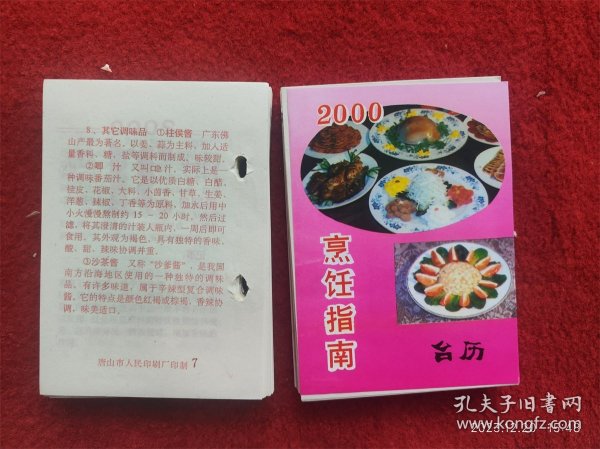 8、其它调味品 ①柱侯酱 广东佛
山产最为著名。以姜、蒜为主料，加入适
量香料、糖、盐等调料而制成，味较甜。
②喼汁 又叫□汁，实际上是一
种调味番茄汁。它是以优质白糖、白醋、
桂皮、花椒、大料、小茴香、甘草、生姜、
洋葱、辣椒、丁香等为原料，加水后用中
小火慢慢熬制约15－20小时，然后过
滤，将其澄清的汁装入瓶内，一周后即可
食用。其外观为褐色，具有独特的香味，
酸、甜、辣味协调并重。
③沙茶酱 又称“沙爹酱”，是我国
南方沿海地区使用的一种独特的调味
品。有许多味道，属于辛辣型复合调味
酱。它的特点是颜色红褐或棕褐，香辣协
调，味美适口。
唐山市人民印刷厂印制 7
2000
烹饪指南
台历
孔夫子旧书网
2023.12.20